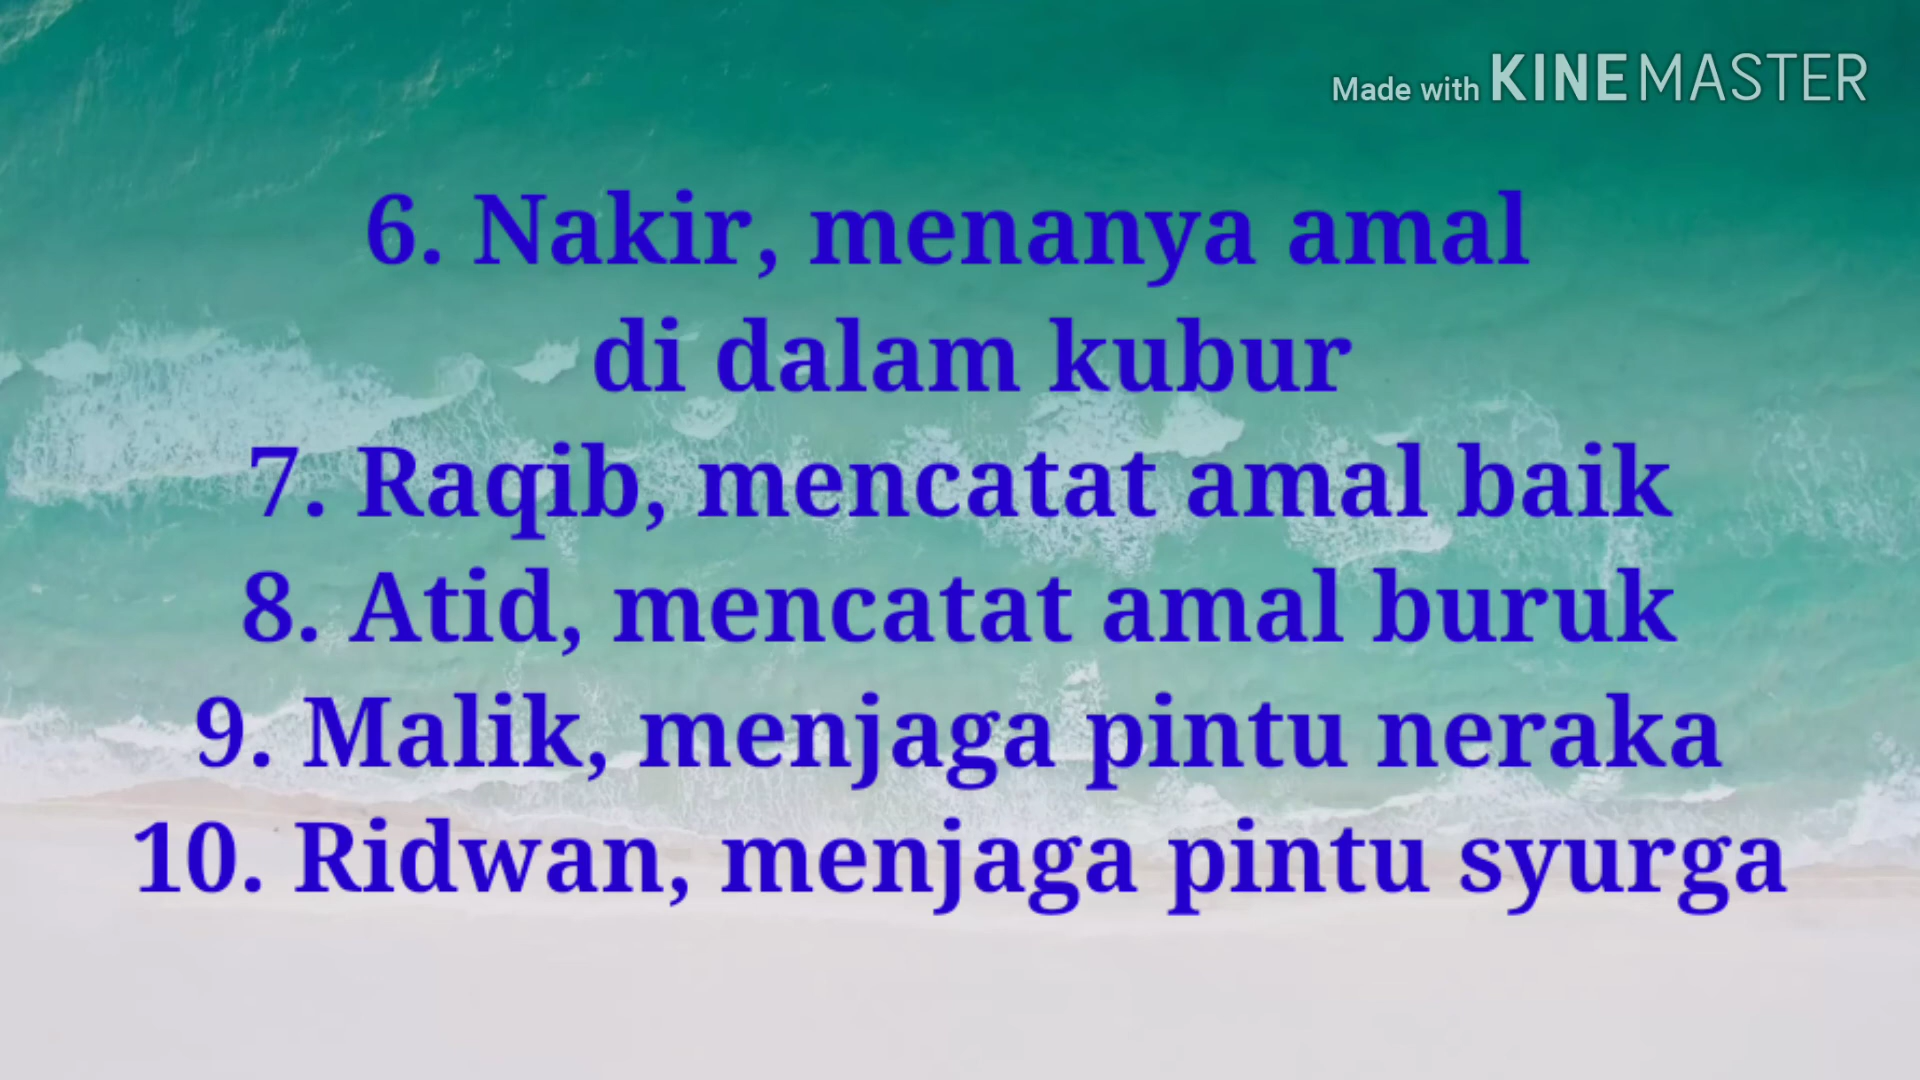 Made with KINEMASTER
6. Nakir, menanya amal
di dalam kubur
7. Raqib, mencatat amal baik
8. Atid, mencatat amal buruk
9. Malik, menjaga pintu neraka
10. Ridwan, menjaga pintu syurga